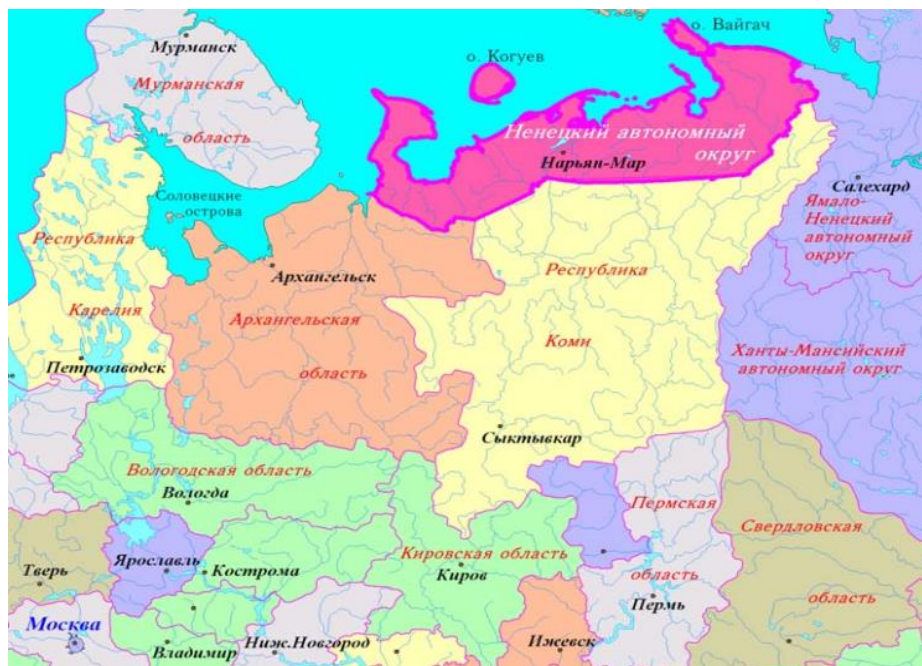 о. Вайгач
Мурманск
о. Когуев
Мурманская
область
Ненецкий автономный
округ
Нарьян-Мар
Салехард
Соловецкие
острова
Ямало-
Ненецкий
автономный
округ
Республика
Карелия
Петрозаводск
Архангельск
Архангельская
область
Республика
Коми
Ханты-Мансийский
автономный округ
Сыктывкар
Вологодская область
Вологда
Пермская
область
Пермь
Свердловская
область
Ярославль
Кострома
Кировская область
Киров
Тверь
Москва
Владимир
Ниж.Новгород
Ижевск